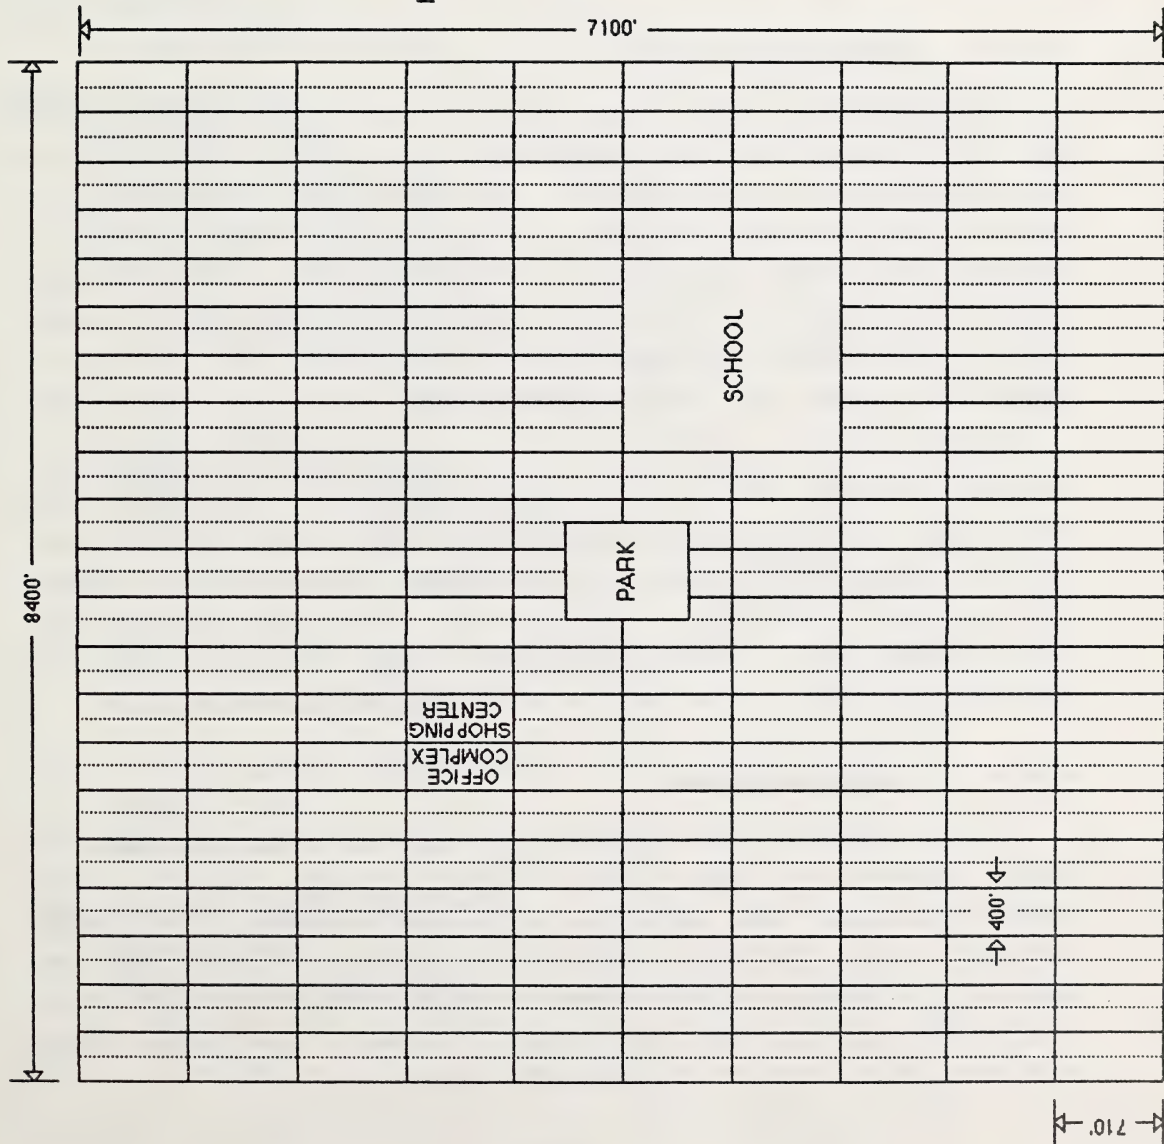 7100'
8400'
SCHOOL
PARK
SHOPPING
CENTER
OFFICE
COMPLEX
400'
710'